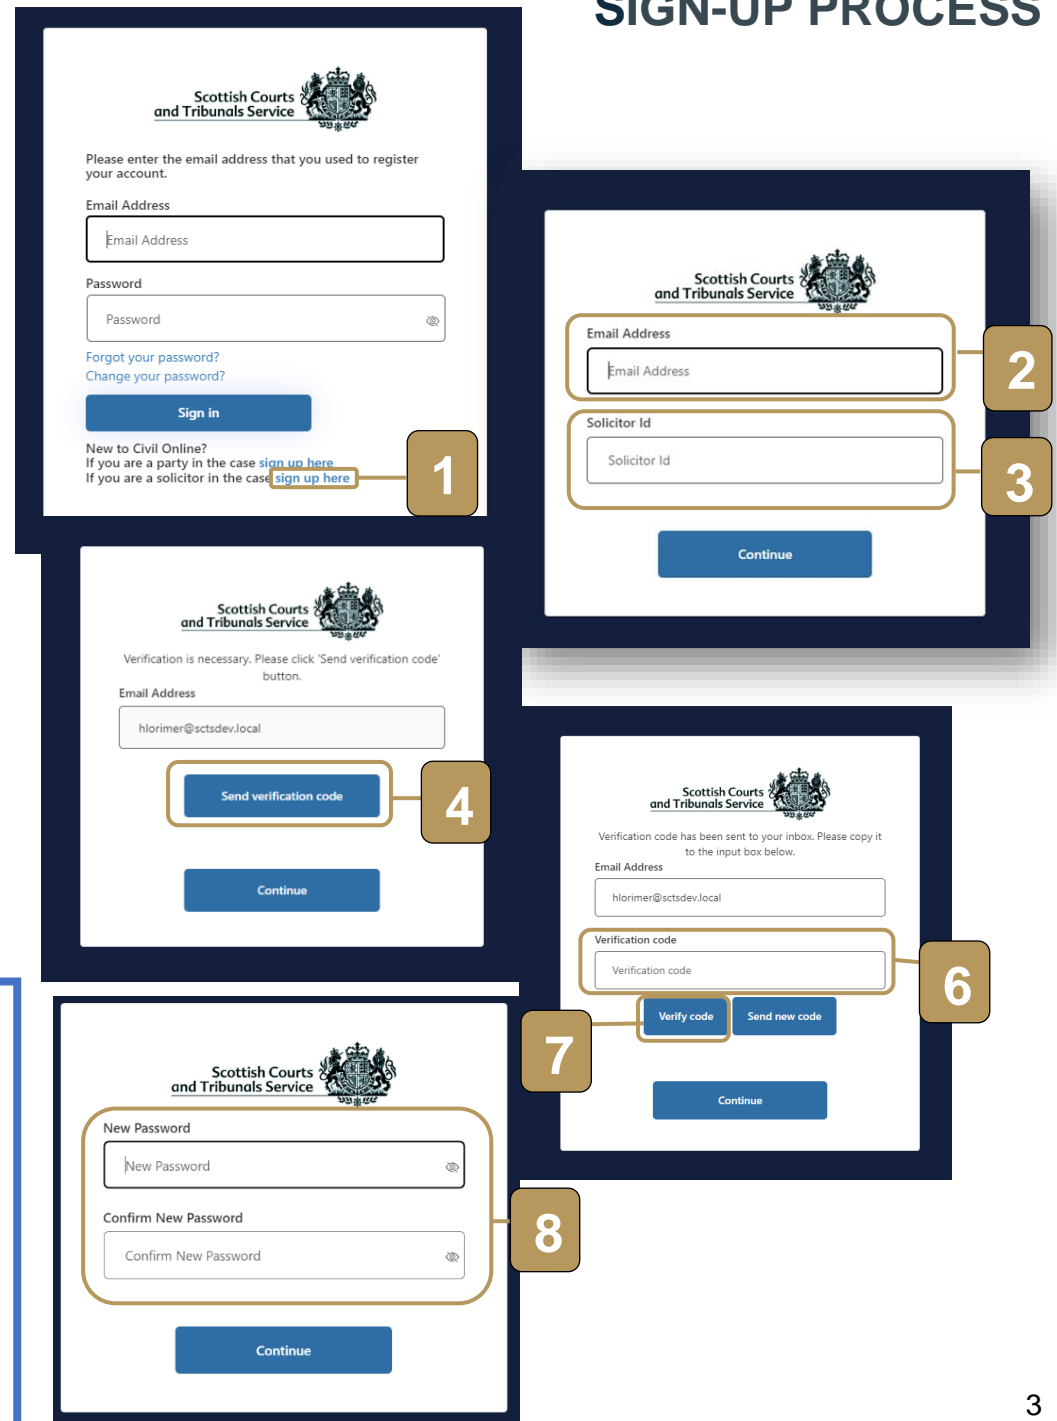 SIGN-UP PROCESS
Scottish Courts
and Tribunals Service
Please enter the email address that you used to register
your account.
Email Address
Email Address
Password
Password
Forgot your password?
Change your password?
Sign in
New to Civil Online?
If you are a party in the case sign up here
If you are a solicitor in the case sign up here
1
Scottish Courts
and Tribunals Service
Email Address
Email Address
2
Solicitor Id
Solicitor Id
3
Continue
Scottish Courts
and Tribunals Service
Verification is necessary. Please click 'Send verification code'
button.
Email Address
hlorimer@sctsdev.local
Send verification code
4
Continue
Scottish Courts
and Tribunals Service
Verification code has been sent to your inbox. Please copy it
to the input box below.
Email Address
hlorimer@sctsdev.local
Verification code
Verification code
6
Verify code
Send new code
7
Continue
Scottish Courts
and Tribunals Service
New Password
New Password
Confirm New Password
Confirm New Password
8
Continue
3